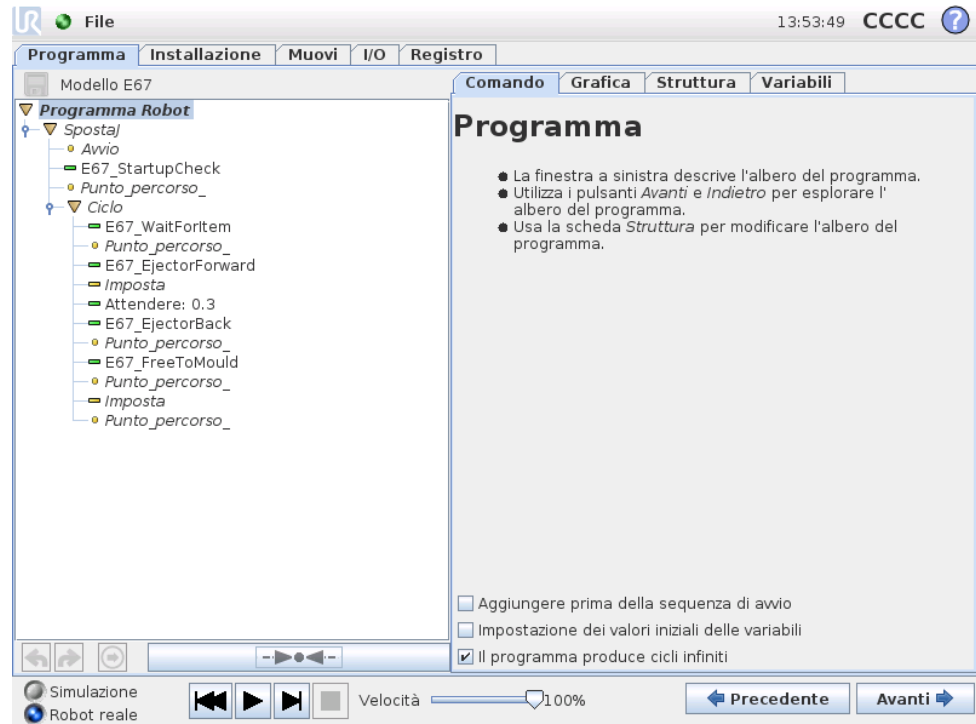 UR File 13:53:49 CCCC ?
Programma Installazione Muovi I/O Registro
Modello E67
Programma Robot
SpostaJ
Avvio
E67_StartupCheck
Punto_percorso_
Ciclo
E67_WaitForItem
Punto_percorso_
E67_EjectorForward
Imposta
Attendere: 0.3
E67_EjectorBack
Punto_percorso_
E67_FreeToMould
Punto_percorso_
Imposta
Punto_percorso_
Comando Grafica Struttura Variabili
Programma
La finestra a sinistra descrive l'albero del programma.
Utilizza i pulsanti Avanti e Indietro per esplorare l'
albero del programma.
Usa la scheda Struttura per modificare l'albero del
programma.
Aggiungere prima della sequenza di avvio
Impostazione dei valori iniziali delle variabili
Il programma produce cicli infiniti
Simulazione
Robot reale
Velocità 100%
Precedente Avanti